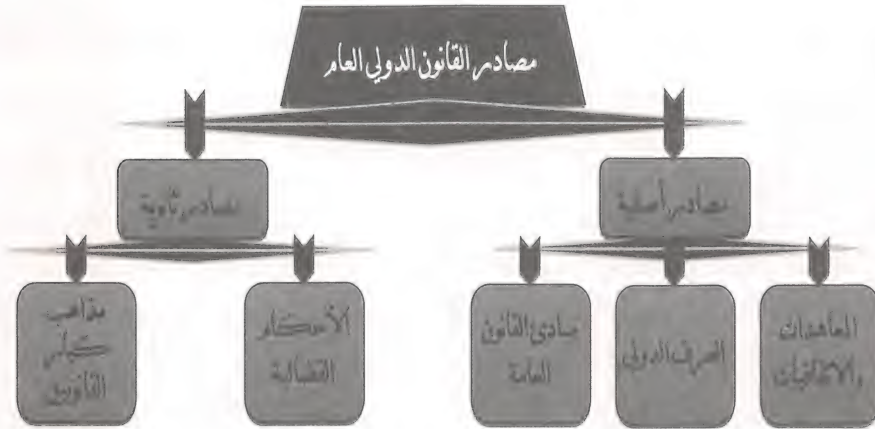 مصادر القانون الدولي العام
مصادر أصلية
مصادر ثانوية
المعاهدات
والاتفاقيات
العرف الدولي
مبادئ القانون
العامة
الأحكام
القضائية
مذاهب
كبار
القانونيين